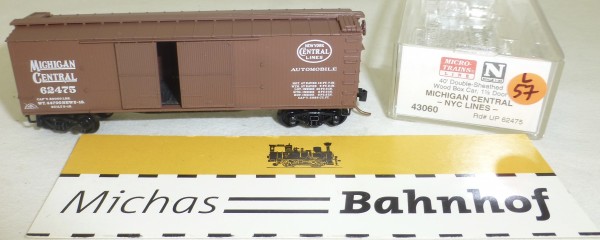 MICHIGAN
CENTRAL
62475
NEW YORK
CENTRAL
LINES
AUTOMOBILE
MICRO-
TRAINS
LINE
N
40' Double-Sheathed
Wood Box Car, 1½ Door
MICHIGAN CENTRAL
– NYC LINES –
43060
Rd# UP 62475
L
57
Michas Bahnhof